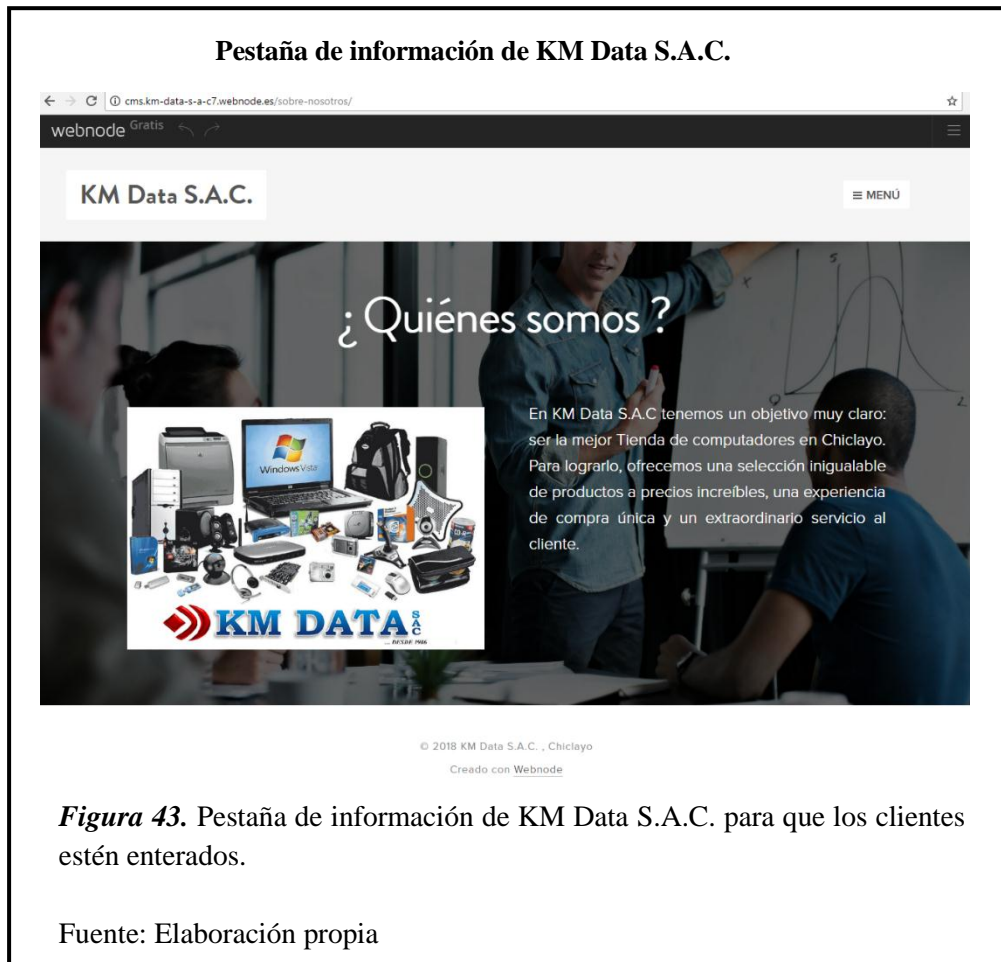 Pestaña de información de KM Data S.A.C.
cms.km-data-s-a-c7.webnode.es/sobre-nosotros/
webnode Gratis
KM Data S.A.C.
≡ MENÚ
¿ Quiénes somos ?
En KM Data S.A.C tenemos un objetivo muy claro:
ser la mejor Tienda de computadores en Chiclayo.
Para lograrlo, ofrecemos una selección inigualable
de productos a precios increíbles, una experiencia
de compra única y un extraordinario servicio al
cliente.
Windows Vista
KM DATA SAC
... DESDE 1986
© 2018 KM Data S.A.C. , Chiclayo
Creado con Webnode
Figura 43. Pestaña de información de KM Data S.A.C. para que los clientes
estén enterados.
Fuente: Elaboración propia